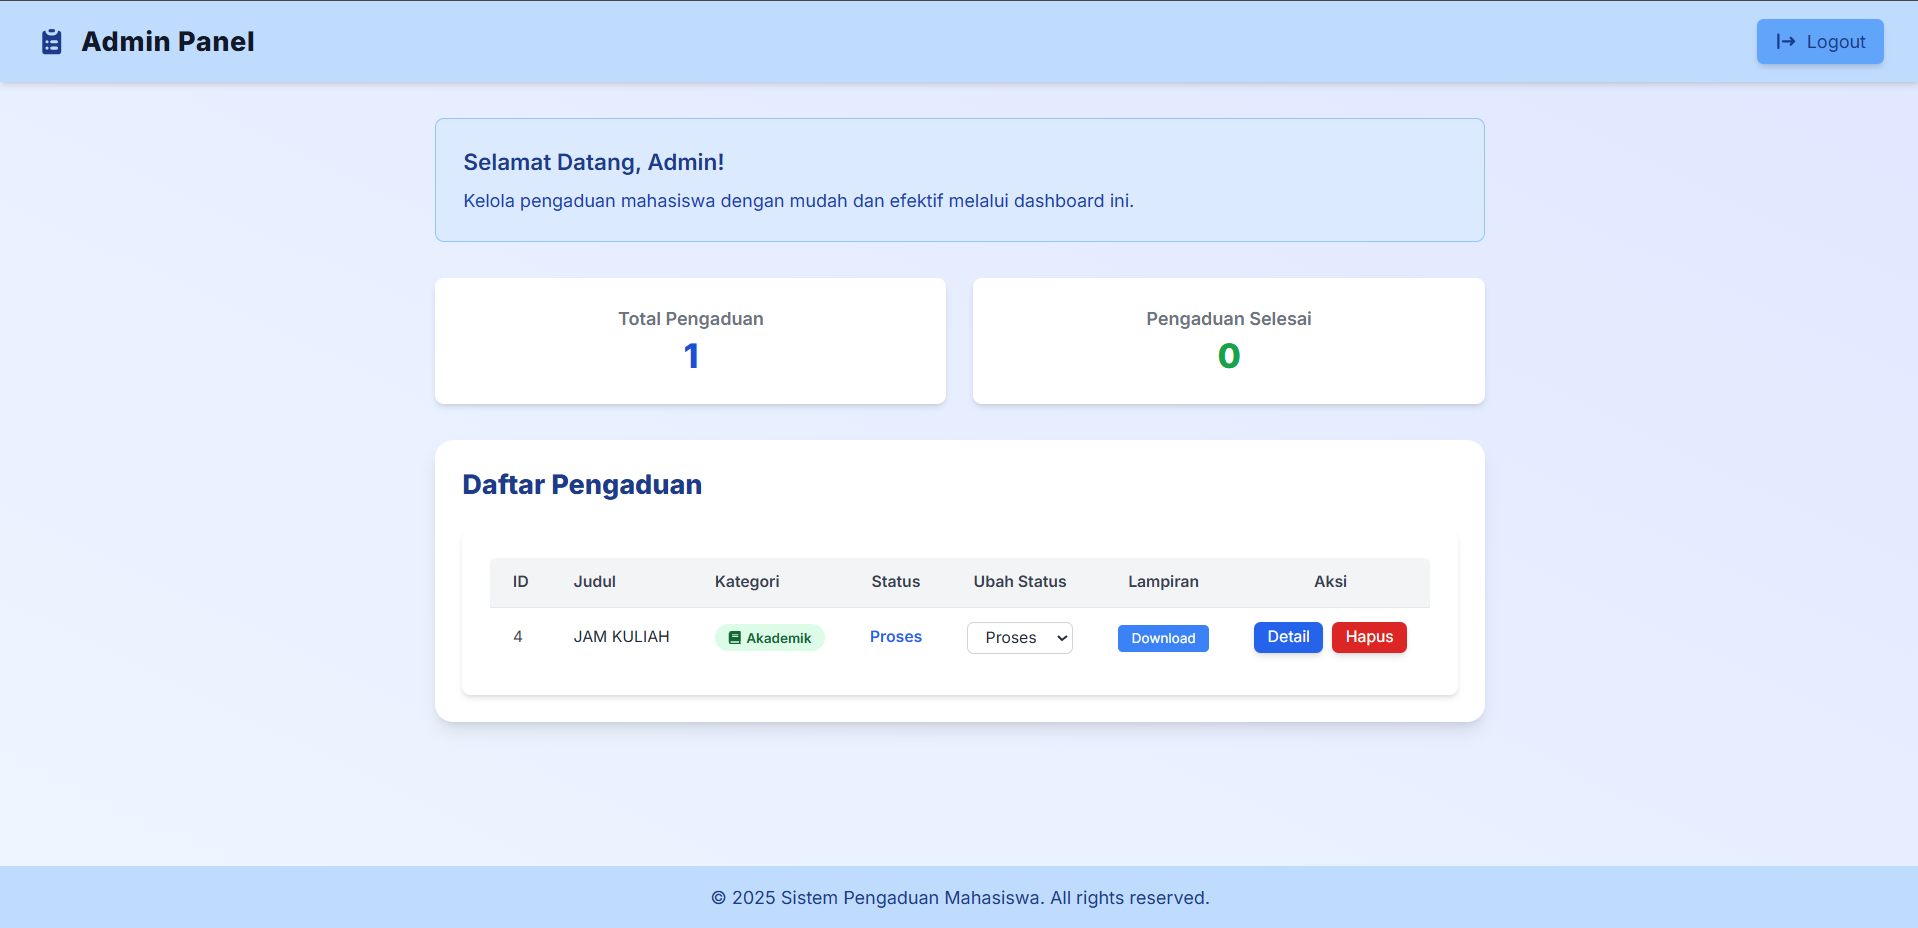 Admin Panel
Logout
Selamat Datang, Admin!
Kelola pengaduan mahasiswa dengan mudah dan efektif melalui dashboard ini.
Total Pengaduan
1
Pengaduan Selesai
0
Daftar Pengaduan
ID Judul Kategori Status Ubah Status Lampiran Aksi
4 JAM KULIAH Akademik Proses Proses Download Detail Hapus
© 2025 Sistem Pengaduan Mahasiswa. All rights reserved.